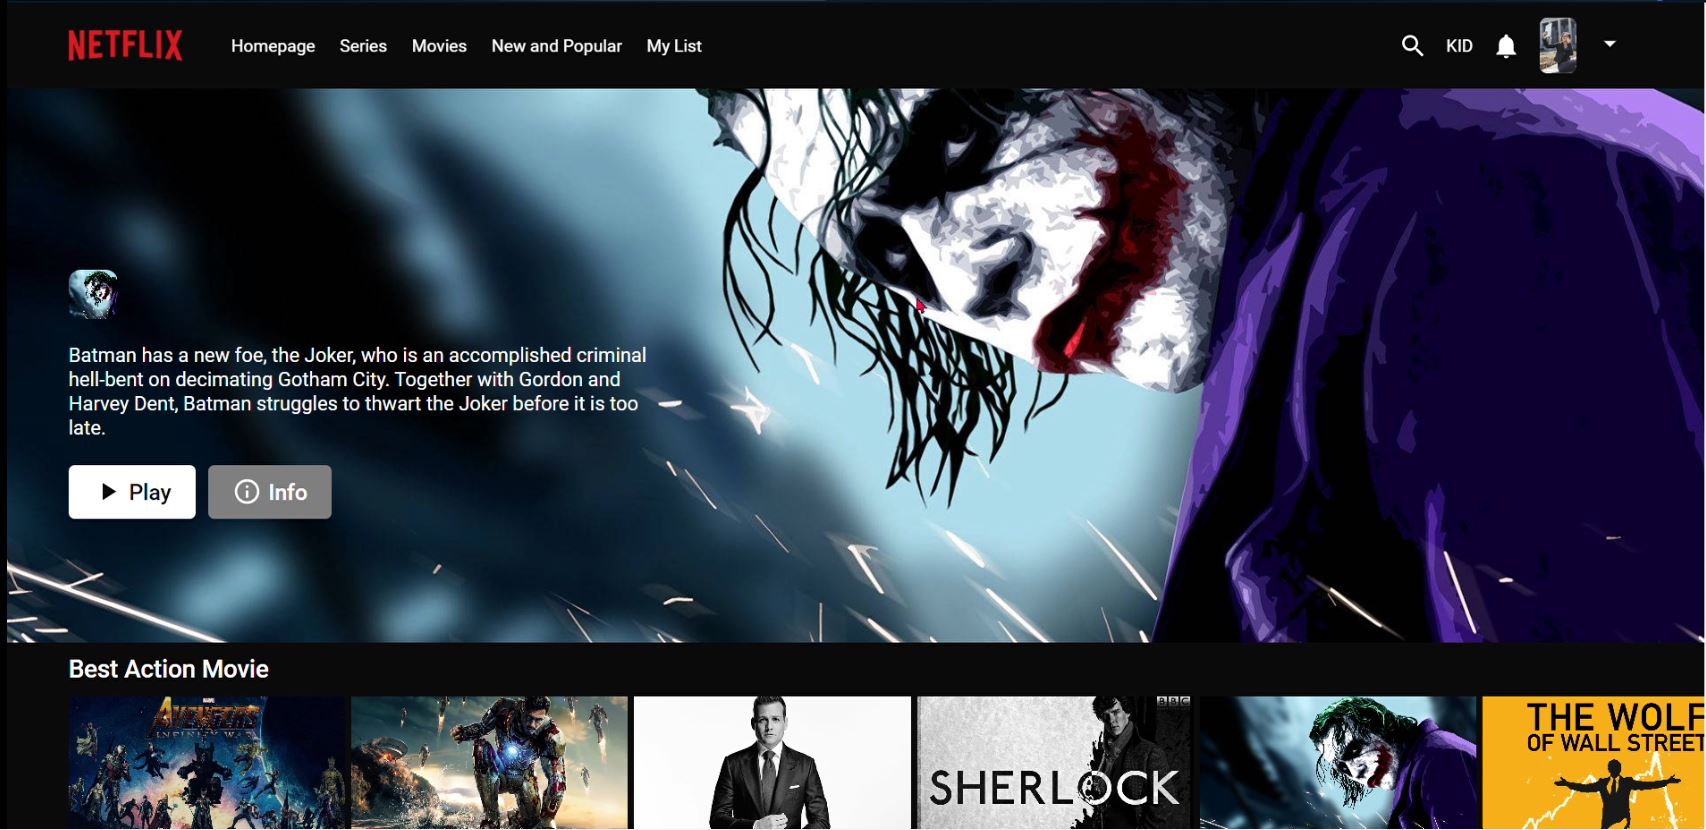 NETFLIX Homepage Series Movies New and Popular My List KID
Batman has a new foe, the Joker, who is an accomplished criminal
hell-bent on decimating Gotham City. Together with Gordon and
Harvey Dent, Batman struggles to thwart the Joker before it is too
late.
Play Info
Best Action Movie
MARVEL
AVENGERS
INFINITY WAR
BBC
SHERLOCK
THE WOLF
OF WALL STREET